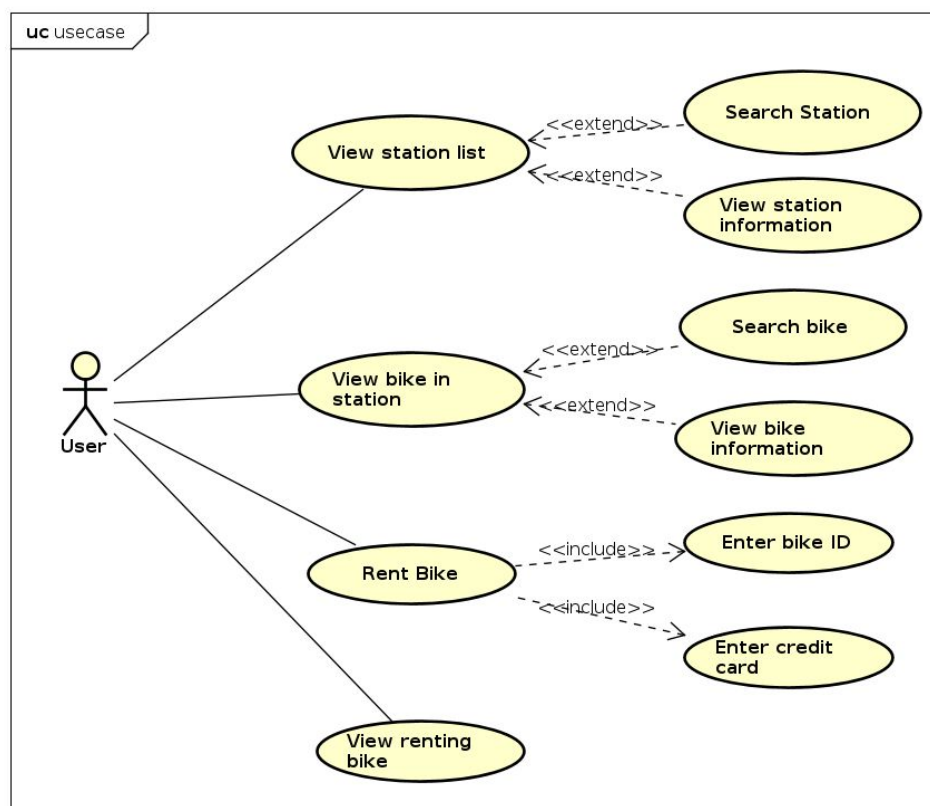 uc usecase
Search Station
<<extend>>
View station list
<<extend>>
View station
information
Search bike
<<extend>>
View bike in
station
<<extend>>
View bike
information
User
Enter bike ID
<<include>>
Rent Bike
<<include>>
Enter credit
card
View renting
bike